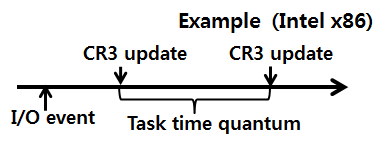 Example (Intel x86)
CR3 update CR3 update
I/O event Task time quantum